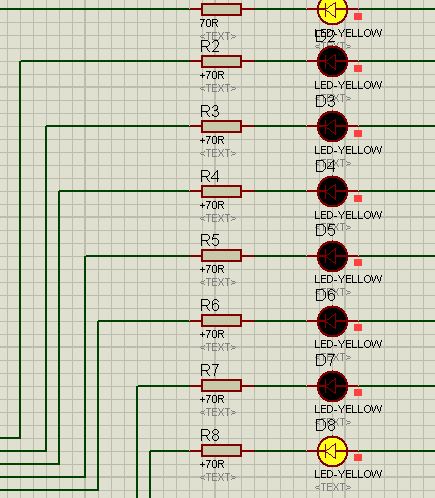 70R
<TEXT>
LED-YELLOW
<TEXT>
R2
D2
+70R
<TEXT>
LED-YELLOW
<TEXT>
R3
D3
+70R
<TEXT>
LED-YELLOW
<TEXT>
R4
D4
+70R
<TEXT>
LED-YELLOW
<TEXT>
R5
D5
+70R
<TEXT>
LED-YELLOW
<TEXT>
R6
D6
+70R
<TEXT>
LED-YELLOW
<TEXT>
R7
D7
+70R
<TEXT>
LED-YELLOW
<TEXT>
R8
D8
+70R
<TEXT>
LED-YELLOW
<TEXT>